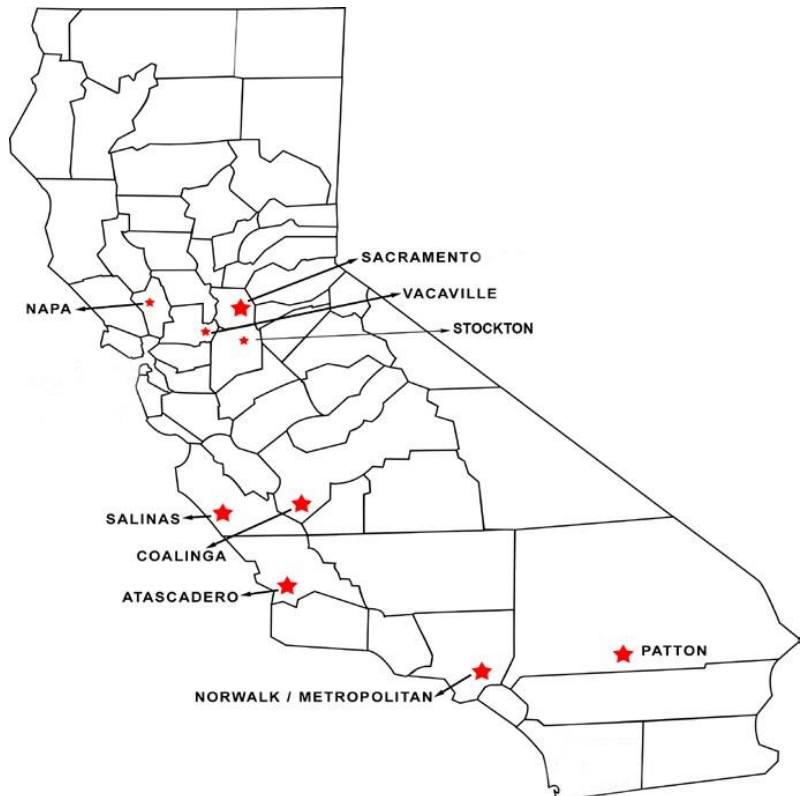 SACRAMENTO
VACAVILLE
NAPA
STOCKTON
SALINAS
COALINGA
ATASCADERO
PATTON
NORWALK / METROPOLITAN